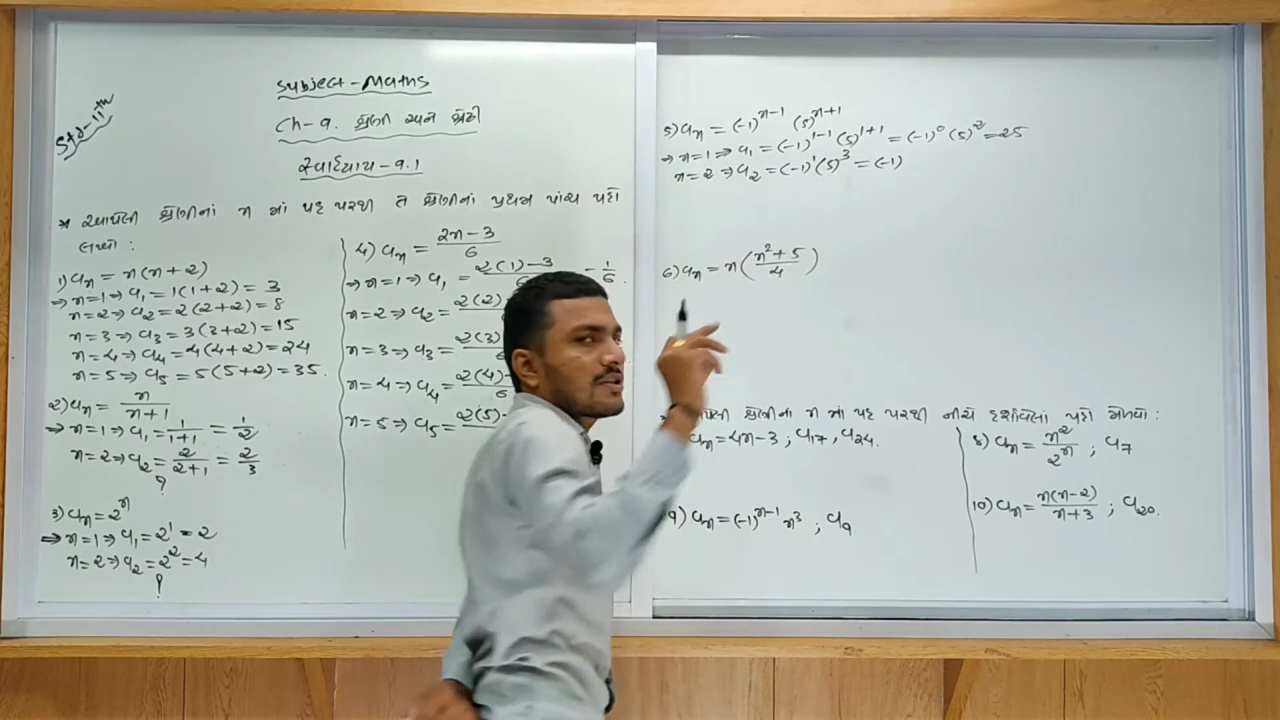 Std-11th
Subject-Maths
Ch-9. શ્રેણી અને શ્રેઢી
સ્વાધ્યાય-9.1
* આપેલી શ્રેણીનાં n માં પદ પરથી તે શ્રેણીનાં પ્રથમ પાંચ પદો
લખો :
1) an = n(n+2)
⇒ n=1 ⇒ a1 = 1(1+2) = 3
n=2 ⇒ a2 = 2(2+2) = 8
n=3 ⇒ a3 = 3(3+2) = 15
n=4 ⇒ a4 = 4(4+2) = 24
n=5 ⇒ a5 = 5(5+2) = 35.
2) an = n/(n+1)
⇒ n=1 ⇒ a1 = 1/(1+1) = 1/2
n=2 ⇒ a2 = 2/(2+1) = 2/3
?
3) an = 2^n
⇒ n=1 ⇒ a1 = 2^1 = 2
n=2 ⇒ a2 = 2^2 = 4
?
4) an = (2n-3)/6
⇒ n=1 ⇒ a1 = (2(1)-3)/6 = -1/6.
n=2 ⇒ a2 = 2(2)
n=3 ⇒ a3 = 2(3)
n=4 ⇒ a4 = 2(4)-
n=5 ⇒ a5 = 2(5)-
5) an = (-1)^(n-1) (5)^(n+1)
⇒ n=1 ⇒ a1 = (-1)^(1-1) (5)^(1+1) = (-1)^0 (5)^2 = 25
n=2 ⇒ a2 = (-1)^1 (5)^3 = (-1)
6) an = n((n^2+5)/4)
શ્રેણીના n માં પદ પરથી નીચે દર્શાવેલાં પદો મેળવો :
an = 4n-3 ; a17, a24.
8) an = n^2/2^n ; a7
9) an = (-1)^(n-1) n^3 ; a9
10) an = n(n-2)/(n+3) ; a20.